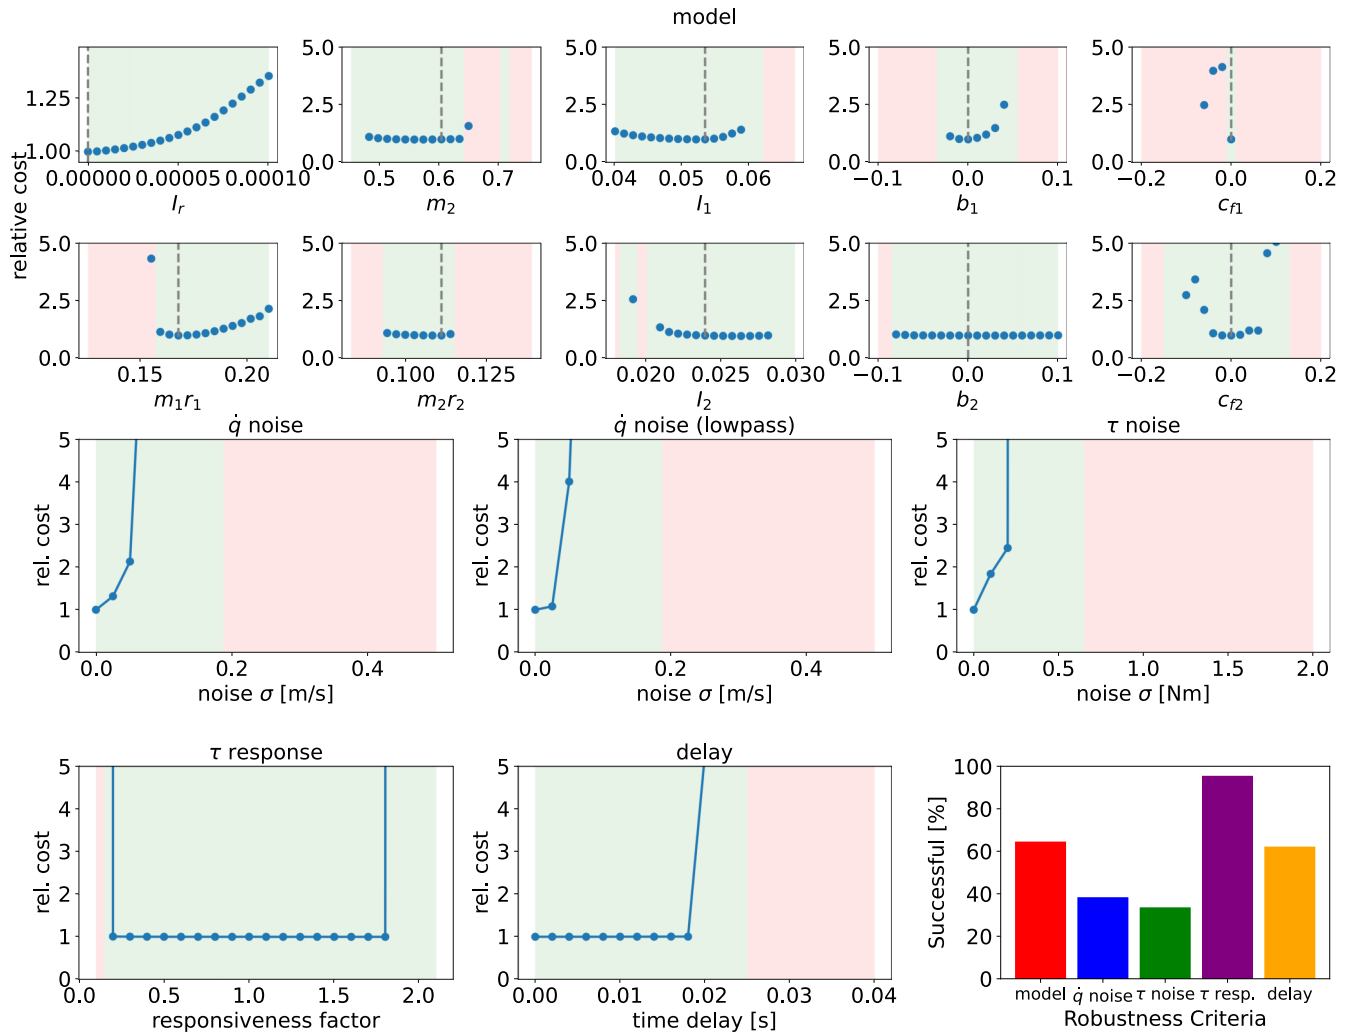 model
relative cost
1.25
1.00
0.00000 0.00005 0.00010
I_r
5.0
2.5
0.0
0.5 0.6 0.7
m_2
5.0
2.5
0.0
0.04 0.05 0.06
I_1
5.0
2.5
0.0
−0.1 0.0 0.1
b_1
5.0
2.5
0.0
−0.2 0.0 0.2
c_{f1}
5.0
2.5
0.0
0.15 0.20
m_1r_1
5.0
2.5
0.0
0.100 0.125
m_2r_2
5.0
2.5
0.0
0.020 0.025 0.030
I_2
5.0
2.5
0.0
−0.1 0.0 0.1
b_2
5.0
2.5
0.0
−0.2 0.0 0.2
c_{f2}
q̇ noise
rel. cost
5
4
3
2
1
0
0.0 0.2 0.4
noise σ [m/s]
q̇ noise (lowpass)
rel. cost
5
4
3
2
1
0
0.0 0.2 0.4
noise σ [m/s]
τ noise
rel. cost
5
4
3
2
1
0
0.0 0.5 1.0 1.5 2.0
noise σ [Nm]
τ response
rel. cost
5
4
3
2
1
0
0.0 0.5 1.0 1.5 2.0
responsiveness factor
delay
rel. cost
5
4
3
2
1
0
0.00 0.01 0.02 0.03 0.04
time delay [s]
Successful [%]
100
80
60
40
20
0
model q̇ noise τ noise τ resp. delay
Robustness Criteria